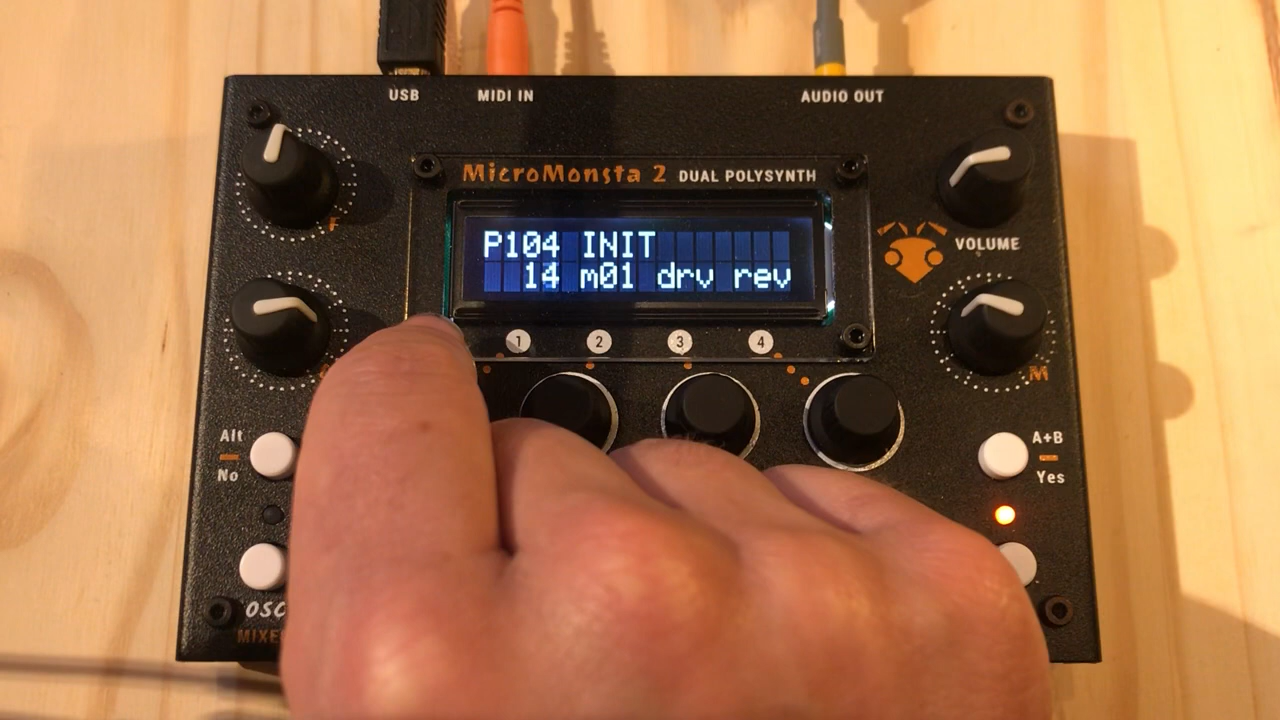 USB MIDI IN AUDIO OUT
MicroMonsta 2 DUAL POLYSYNTH
F
P104 INIT
14 m01 drv rev
VOLUME
1 2 3 4
M
Alt
No
A+B
Yes
OSC